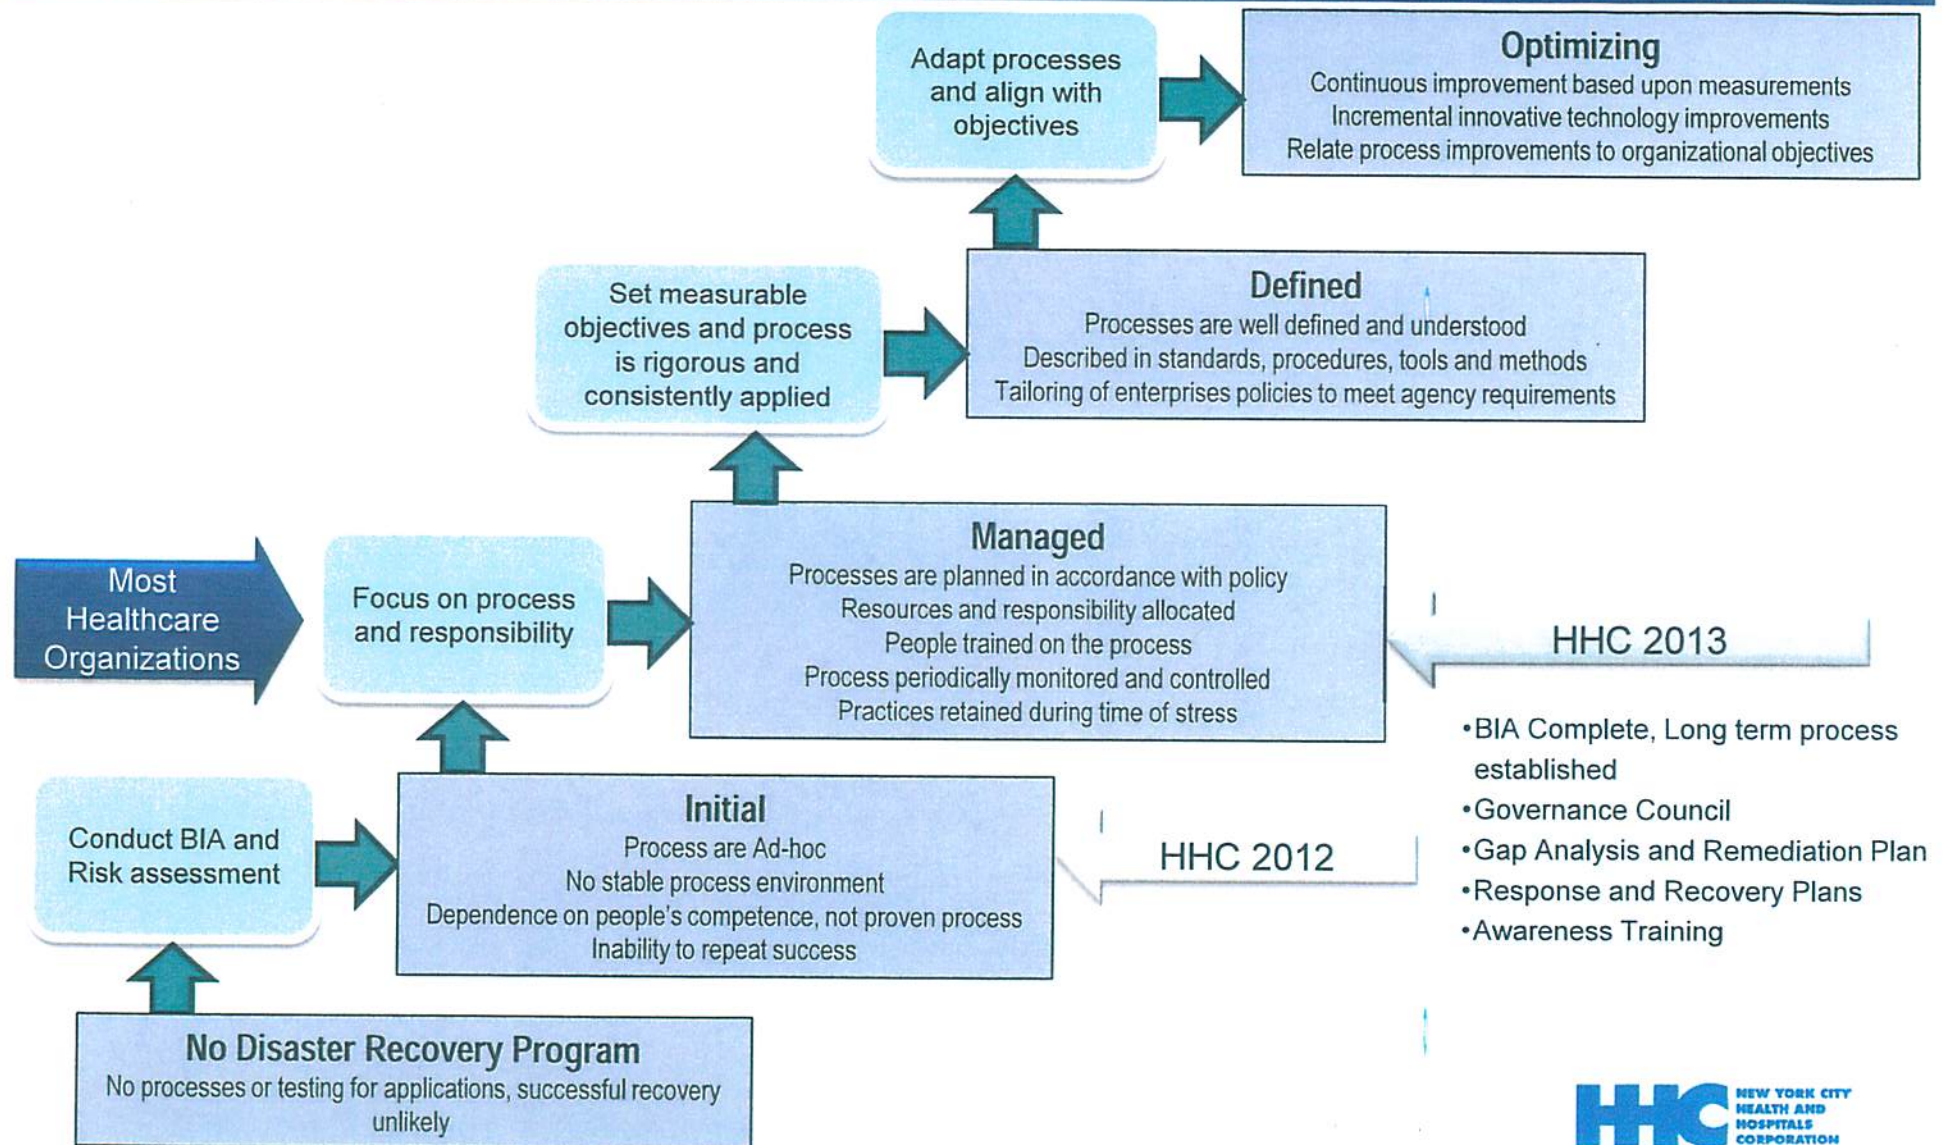 Adapt processes
and align with
objectives
Optimizing
Continuous improvement based upon measurements
Incremental innovative technology improvements
Relate process improvements to organizational objectives
Set measurable
objectives and process
is rigorous and
consistently applied
Defined
Processes are well defined and understood
Described in standards, procedures, tools and methods
Tailoring of enterprises policies to meet agency requirements
Most
Healthcare
Organizations
Focus on process
and responsibility
Managed
Processes are planned in accordance with policy
Resources and responsibility allocated
People trained on the process
Process periodically monitored and controlled
Practices retained during time of stress
HHC 2013
•BIA Complete, Long term process
established
•Governance Council
•Gap Analysis and Remediation Plan
•Response and Recovery Plans
•Awareness Training
Conduct BIA and
Risk assessment
Initial
Process are Ad-hoc
No stable process environment
Dependence on people's competence, not proven process
Inability to repeat success
HHC 2012
No Disaster Recovery Program
No processes or testing for applications, successful recovery
unlikely
HHC
NEW YORK CITY
HEALTH AND
HOSPITALS
CORPORATION